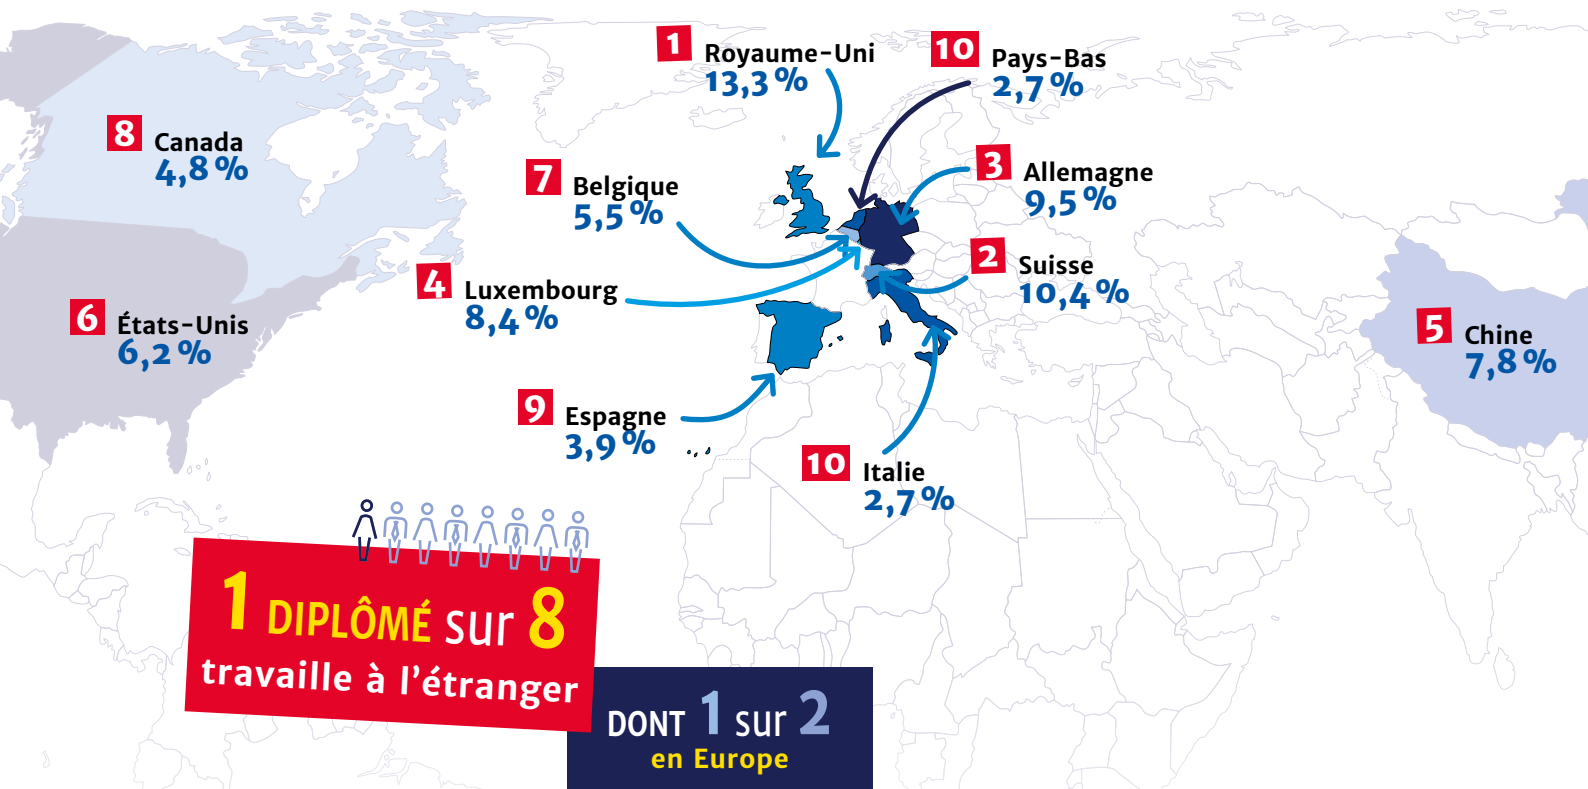 1 Royaume-Uni
13,3 %
10 Pays-Bas
2,7 %
8 Canada
4,8 %
7 Belgique
5,5 %
3 Allemagne
9,5 %
4 Luxembourg
8,4 %
2 Suisse
10,4 %
6 États-Unis
6,2 %
5 Chine
7,8 %
9 Espagne
3,9 %
10 Italie
2,7 %
1 DIPLÔMÉ sur 8
travaille à l'étranger
DONT 1 sur 2
en Europe